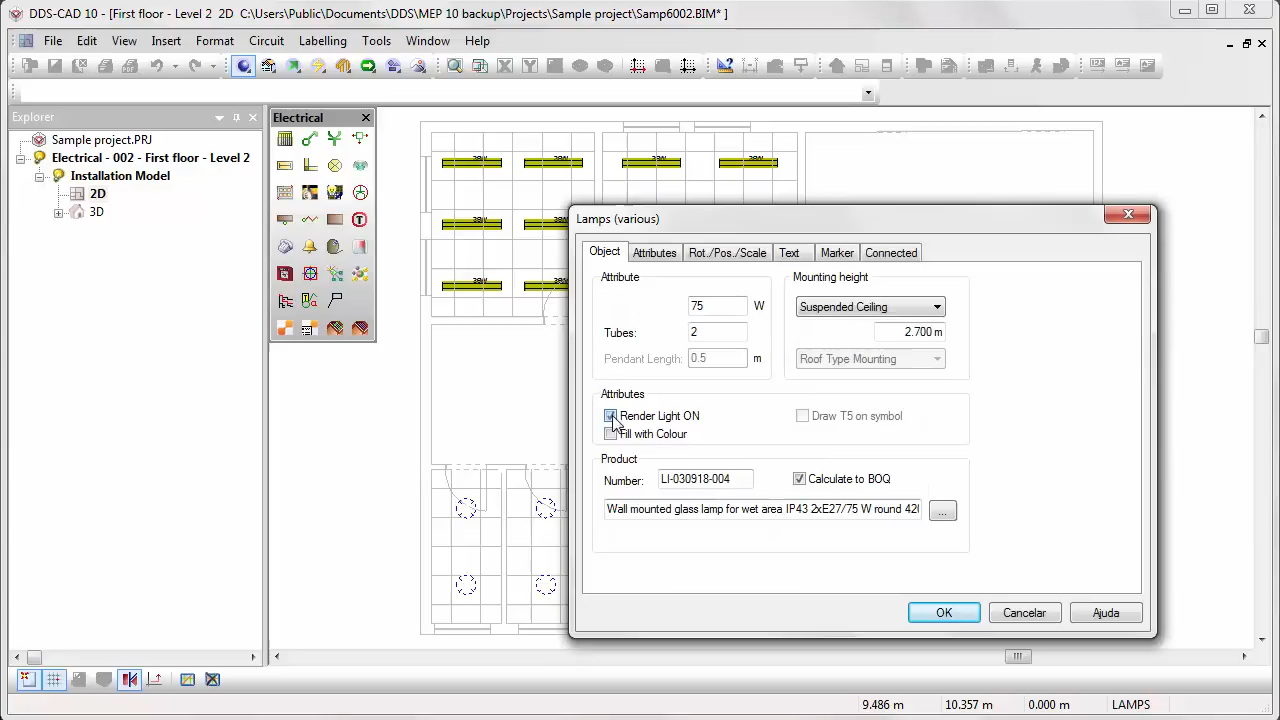 DDS-CAD 10 - [First floor - Level 2  2D  C:\Users\Public\Documents\DDS\MEP 10 backup\Projects\Sample project\Samp6002.BIM* ]
File Edit View Insert Format Circuit Labelling Tools Window Help
Explorer
Sample project.PRJ
Electrical - 002 - First floor - Level 2
Installation Model
2D
3D
Electrical
Lamps (various)
Object Attributes Rot./Pos./Scale Text Marker Connected
Attribute
75 W
Tubes: 2
Pendant Length: 0.5 m
Mounting height
Suspended Ceiling
2.700 m
Roof Type Mounting
Attributes
Render Light ON
Draw T5 on symbol
Fill with Colour
Product
Number: LI-030918-004
Calculate to BOQ
Wall mounted glass lamp for wet area IP43 2xE27/75 W round 42
...
OK Cancelar Ajuda
9.486 m 10.357 m 0.000 m LAMPS